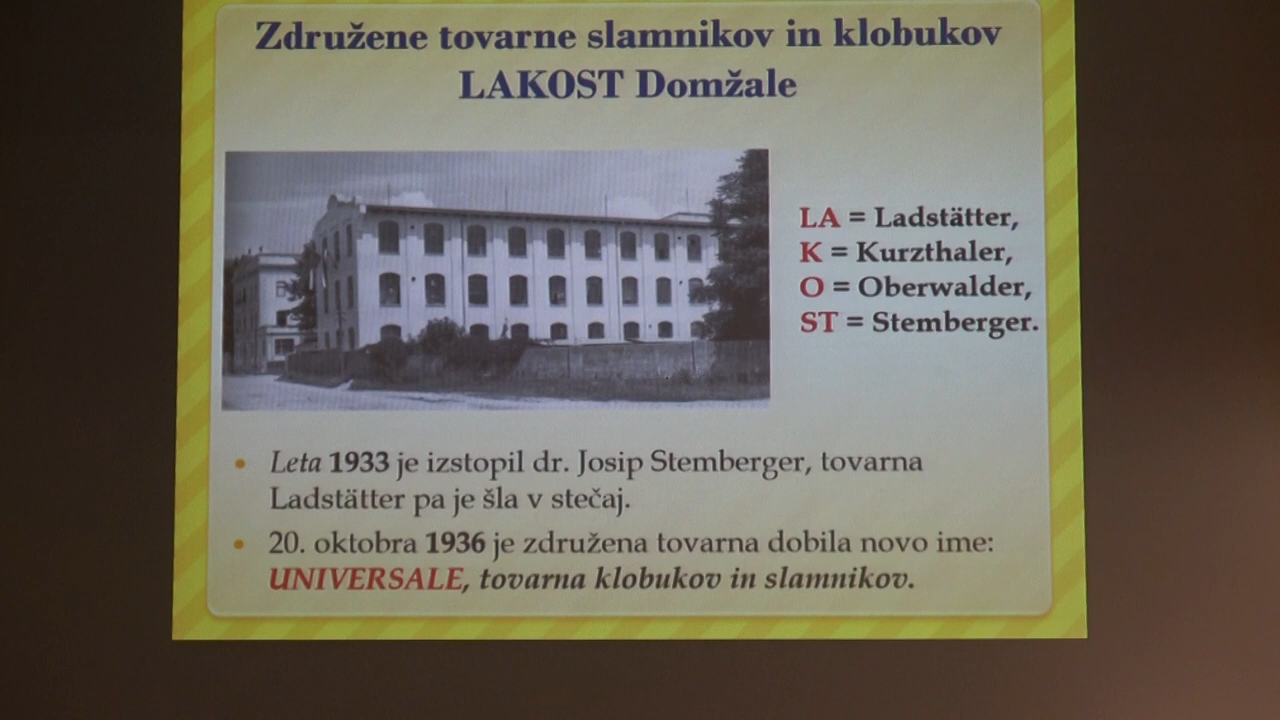 Združene tovarne slamnikov in klobukov
LAKOST Domžale
LA = Ladstätter,
K = Kurzthaler,
O = Oberwalder,
ST = Stemberger.
• Leta 1933 je izstopil dr. Josip Stemberger, tovarna
Ladstätter pa je šla v stečaj.
• 20. oktobra 1936 je združena tovarna dobila novo ime:
UNIVERSALE, tovarna klobukov in slamnikov.